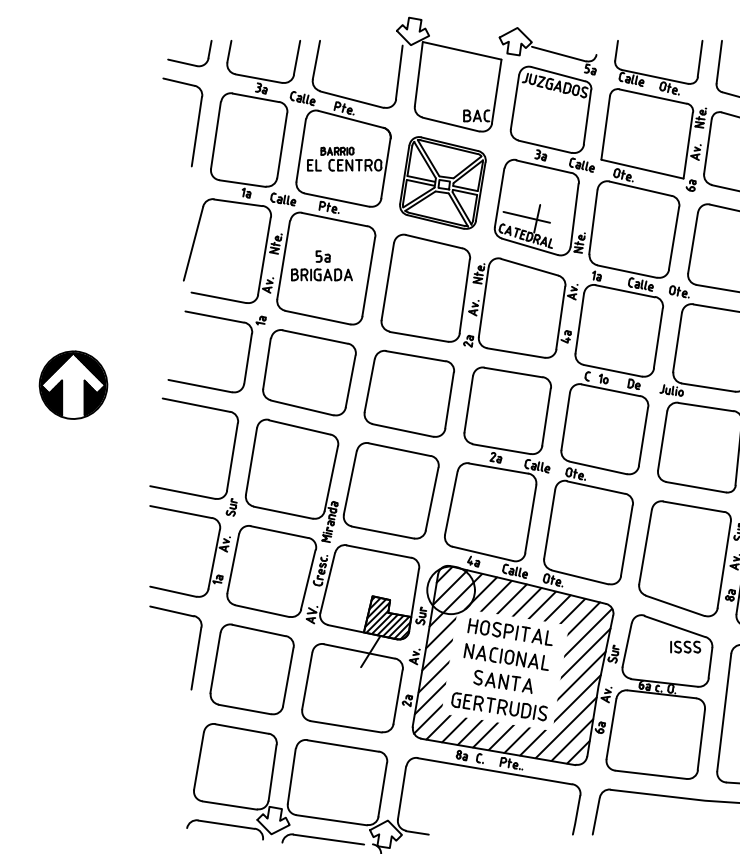 5a Calle Ote.
JUZGADOS
3a Calle Pte.
BAC
Av. Nte.
6a
BARRIO
EL CENTRO
3a Calle Ote.
1a Calle Pte.
CATEDRAL
5a
BRIGADA
1a Av. Nte.
2a Av. Nte.
4a Av. Nte.
1a Calle Ote.
C 1o De Julio
2a Calle Ote.
1a Av. Sur
AV. Cresc. Miranda
4a Calle Ote.
8a Av. Su
2a Av. Sur
HOSPITAL
NACIONAL
SANTA
GERTRUDIS
6a Av. Sur
ISSS
6a c. O.
8a C. Pte..